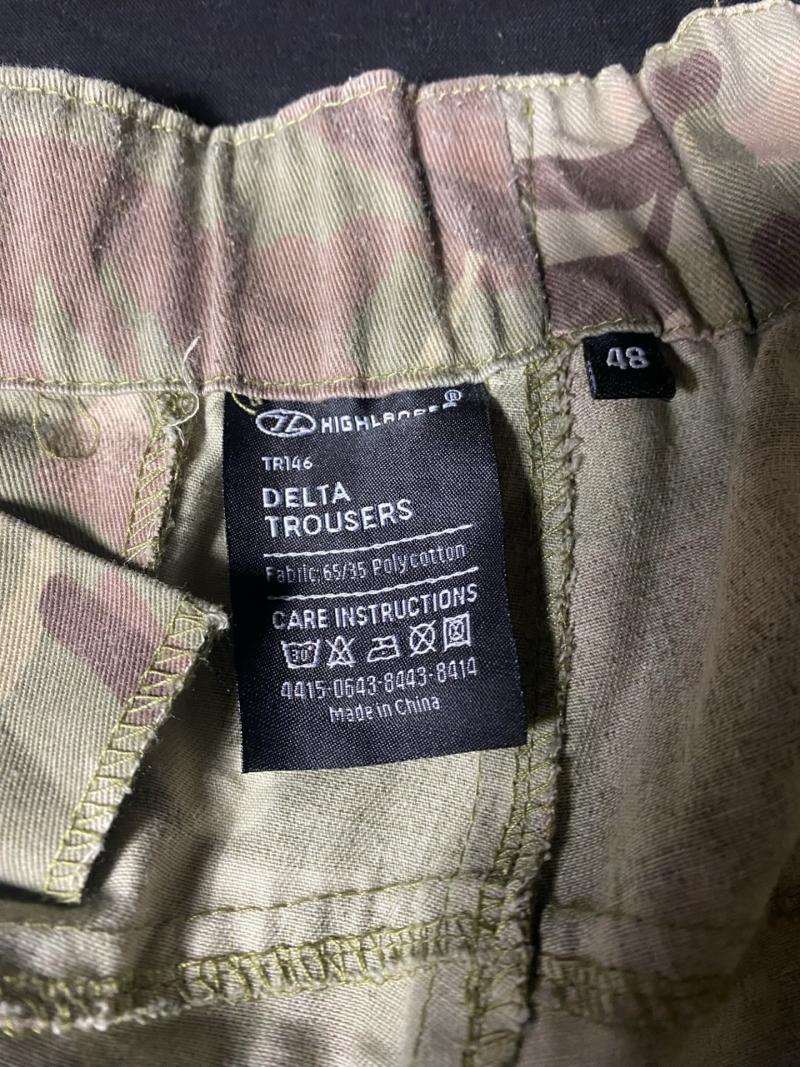 48
HIGHLANDER®
TR146
DELTA
TROUSERS
Fabric 65/35 Polycotton
CARE INSTRUCTIONS
30°
4415-0643-8443-8414
Made in China